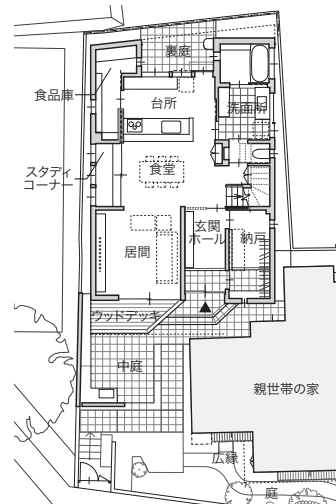 裏庭
食品庫
台所
洗面所
食堂
スタディ
コーナー
玄関
ホール
納戸
居間
ウッドデッキ
中庭
親世帯の家
広縁
庭